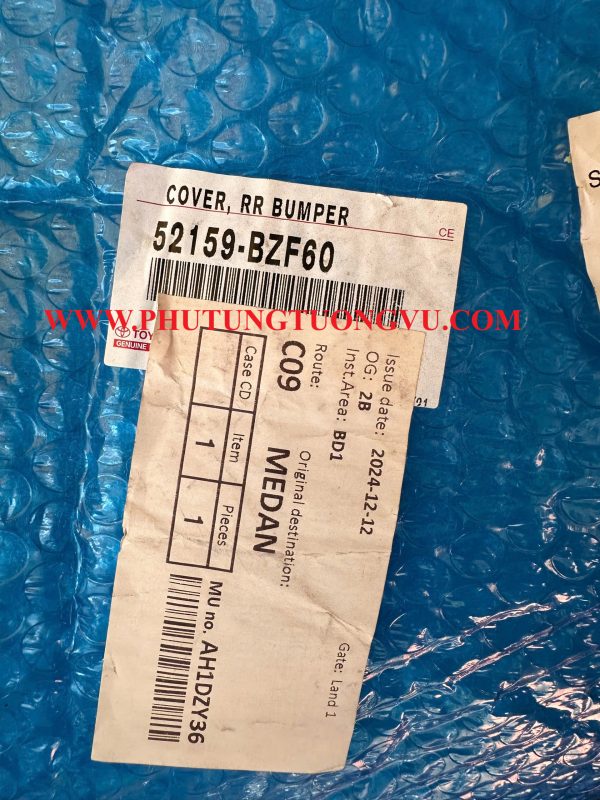 COVER, RR BUMPER
CE
52159-BZF60
WWW.PHUTUNGTUONGVU.COM
TOY
GENUINE
Issue date: 2024-12-12
OG: 2B
Inst.Area: BD1
Route: Original destination:
C09 MEDAN
Case CD Item Pieces
1 1
Gate: Land 1
MU no. AH1DZY36
S